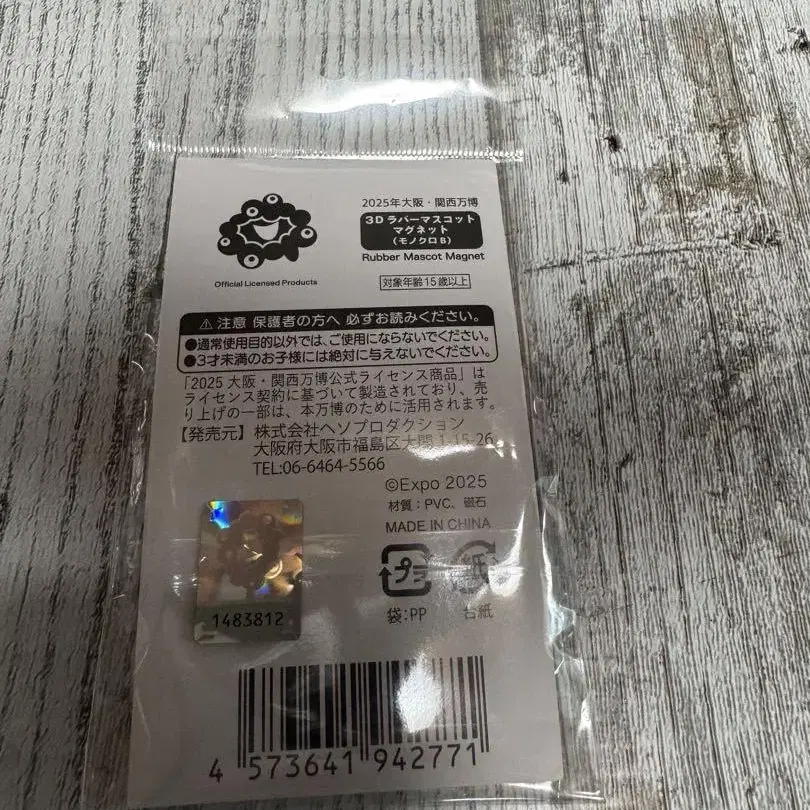 2025年大阪・関西万博
3Dラバーマスコット
マグネット
(モノクロB)
Rubber Mascot Magnet
Official Licensed Products
対象年齢15歳以上
⚠注意 保護者の方へ 必ずお読みください。
●通常使用目的以外では、ご使用にならないでください。
●3才未満のお子様には絶対に与えないでください。
「2025 大阪・関西万博公式ライセンス商品」は
ライセンス契約に基づいて製造されており、売
り上げの一部は、本万博のために活用されます。
【発売元】株式会社ヘソプロダクション
大阪府大阪市福島区大開1-15-26
TEL:06-6464-5566
©Expo 2025
材質:PVC、磁石
MADE IN CHINA
プラ
紙
袋:PP
台紙
1483812
4 573641 942771